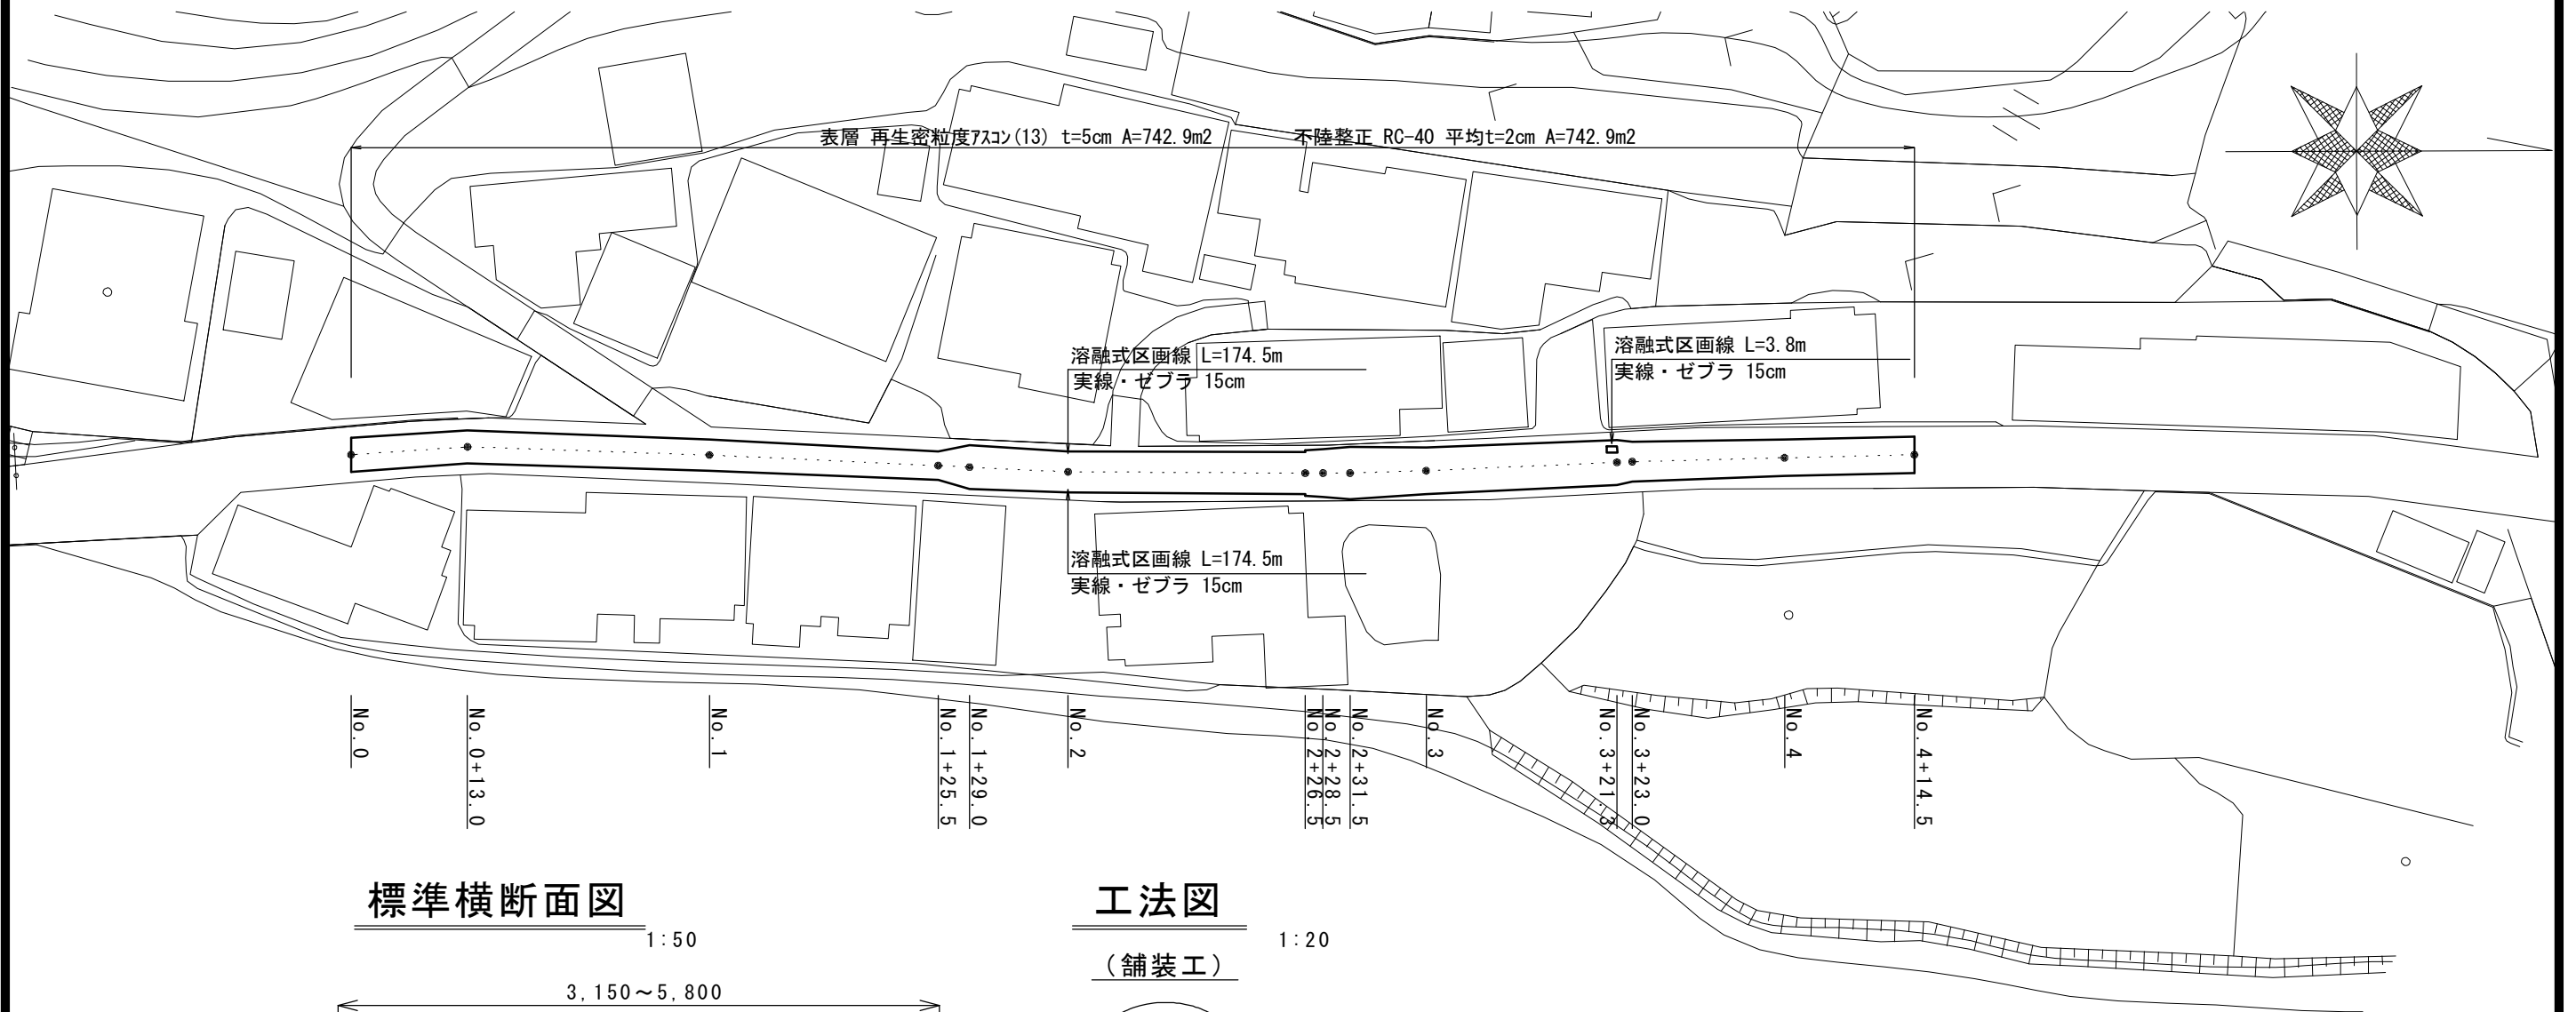 表層 再生密粒度ｱｽｺﾝ(13) t=5cm A=742.9m2
不陸整正 RC-40 平均t=2cm A=742.9m2
溶融式区画線 L=174.5m
実線・ゼブラ 15cm
溶融式区画線 L=3.8m
実線・ゼブラ 15cm
溶融式区画線 L=174.5m
実線・ゼブラ 15cm
No.0
No.0+13.0
No.1
No.1+25.5
No.1+29.0
No.2
No.2+26.5
No.2+28.5
No.2+31.5
No.3
No.3+21.3
No.3+23.0
No.4
No.4+14.5
標準横断面図
1:50
工法図
1:20
（舗装工）
3,150～5,800